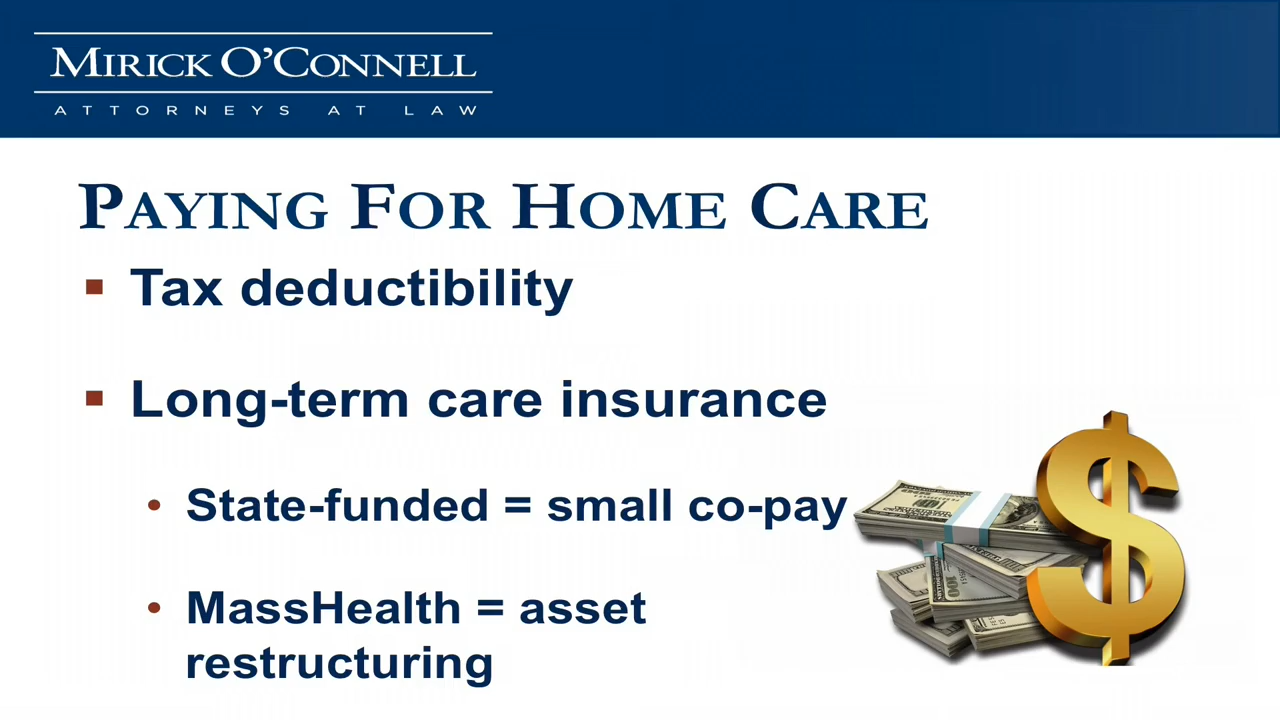 MIRICK O'CONNELL
ATTORNEYS AT LAW
PAYING FOR HOME CARE
▪ Tax deductibility
▪ Long-term care insurance
• State-funded = small co-pay
• MassHealth = asset
restructuring
100